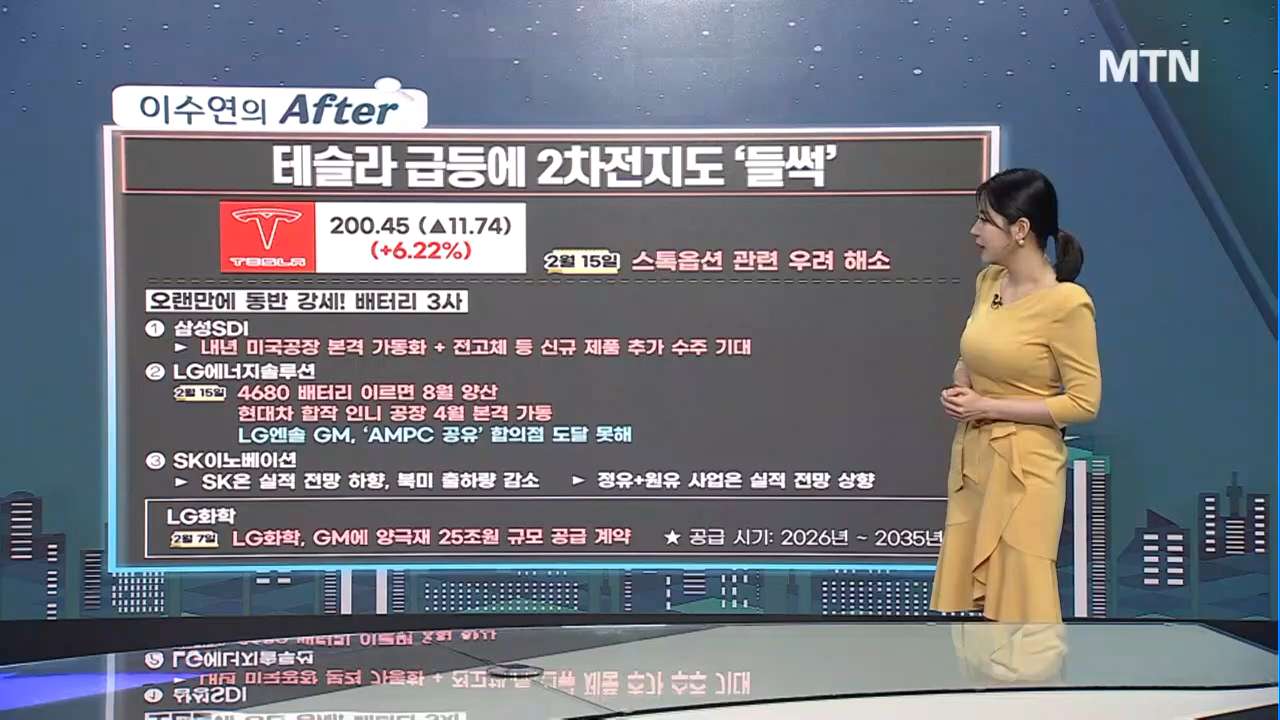 MTN
이수연의 After
테슬라 급등에 2차전지도 ‘들썩’
TESLA
200.45 (▲11.74)
(+6.22%)
2월 15일 스톡옵션 관련 우려 해소
오랜만에 동반 강세! 배터리 3사
① 삼성SDI
► 내년 미국공장 본격 가동화 + 전고체 등 신규 제품 추가 수주 기대
② LG에너지솔루션
2월 15일 4680 배터리 이르면 8월 양산
현대차 합작 인니 공장 4월 본격 가동
LG엔솔 GM, ‘AMPC 공유’ 합의점 도달 못해
③ SK이노베이션
► SK온 실적 전망 하향, 북미 출하량 감소 ► 정유+원유 사업은 실적 전망 상향
LG화학
2월 7일 LG화학, GM에 양극재 25조원 규모 공급 계약 ★ 공급 시기: 2026년 ~ 2035년